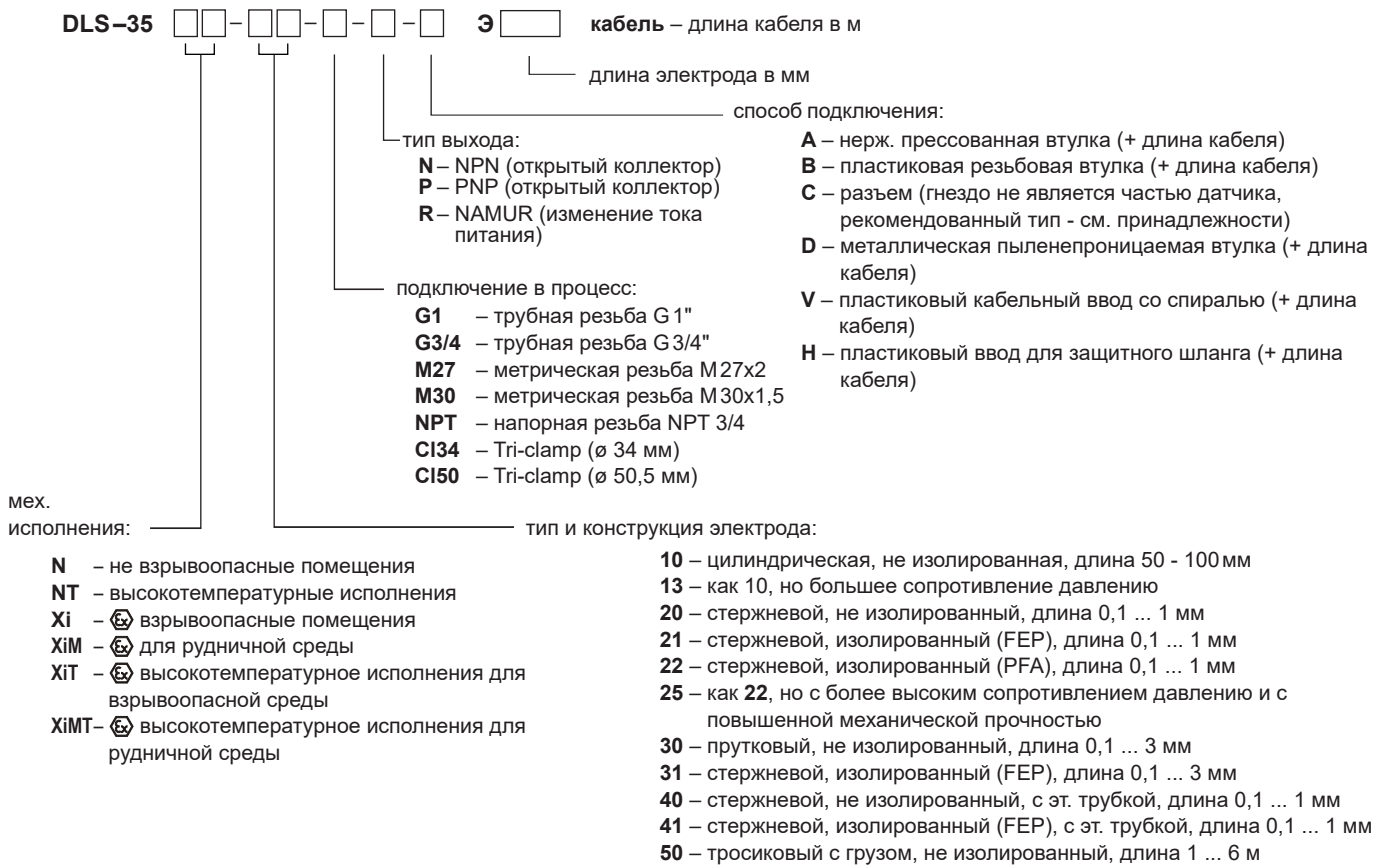 DLS–35 – – – – Э кабель – длина кабеля в м
длина электрода в мм
способ подключения:
A – нерж. прессованная втулка (+ длина кабеля)
B – пластиковая резьбовая втулка (+ длина кабеля)
C – разъем (гнездо не является частью датчика,
рекомендованный тип - см. принадлежности)
D – металлическая пыленепроницаемая втулка (+ длина
кабеля)
V – пластиковый кабельный ввод со спиралью (+ длина
кабеля)
H – пластиковый ввод для защитного шланга (+ длина
кабеля)
тип выхода:
N – NPN (открытый коллектор)
P – PNP (открытый коллектор)
R – NAMUR (изменение тока
питания)
подключение в процесс:
G1 – трубная резьба G 1"
G3/4 – трубная резьба G 3/4"
M27 – метрическая резьба M 27x2
M30 – метрическая резьба M 30x1,5
NPT – напорная резьба NPT 3/4
Cl34 – Tri-clamp (ø 34 мм)
Cl50 – Tri-clamp (ø 50,5 мм)
мех.
исполнения:
N – не взрывоопасные помещения
NT – высокотемпературные исполнения
Xi – Ex взрывоопасные помещения
XiM – Ex для рудничной среды
XiT – Ex высокотемпературное исполнения для
взрывоопасной среды
XiMT– Ex высокотемпературное исполнения для
рудничной среды
тип и конструкция электрода:
10 – цилиндрическая, не изолированная, длина 50 - 100 мм
13 – как 10, но большее сопротивление давлению
20 – стержневой, не изолированный, длина 0,1 ... 1 мм
21 – стержневой, изолированный (FEP), длина 0,1 ... 1 мм
22 – стержневой, изолированный (PFA), длина 0,1 ... 1 мм
25 – как 22, но с более высоким сопротивлением давлению и с
повышенной механической прочностью
30 – прутковый, не изолированный, длина 0,1 ... 3 мм
31 – стержневой, изолированный (FEP), длина 0,1 ... 3 мм
40 – стержневой, не изолированный, с эт. трубкой, длина 0,1 ... 1 мм
41 – стержневой, изолированный (FEP), с эт. трубкой, длина 0,1 ... 1 мм
50 – тросиковый с грузом, не изолированный, длина 1 ... 6 м